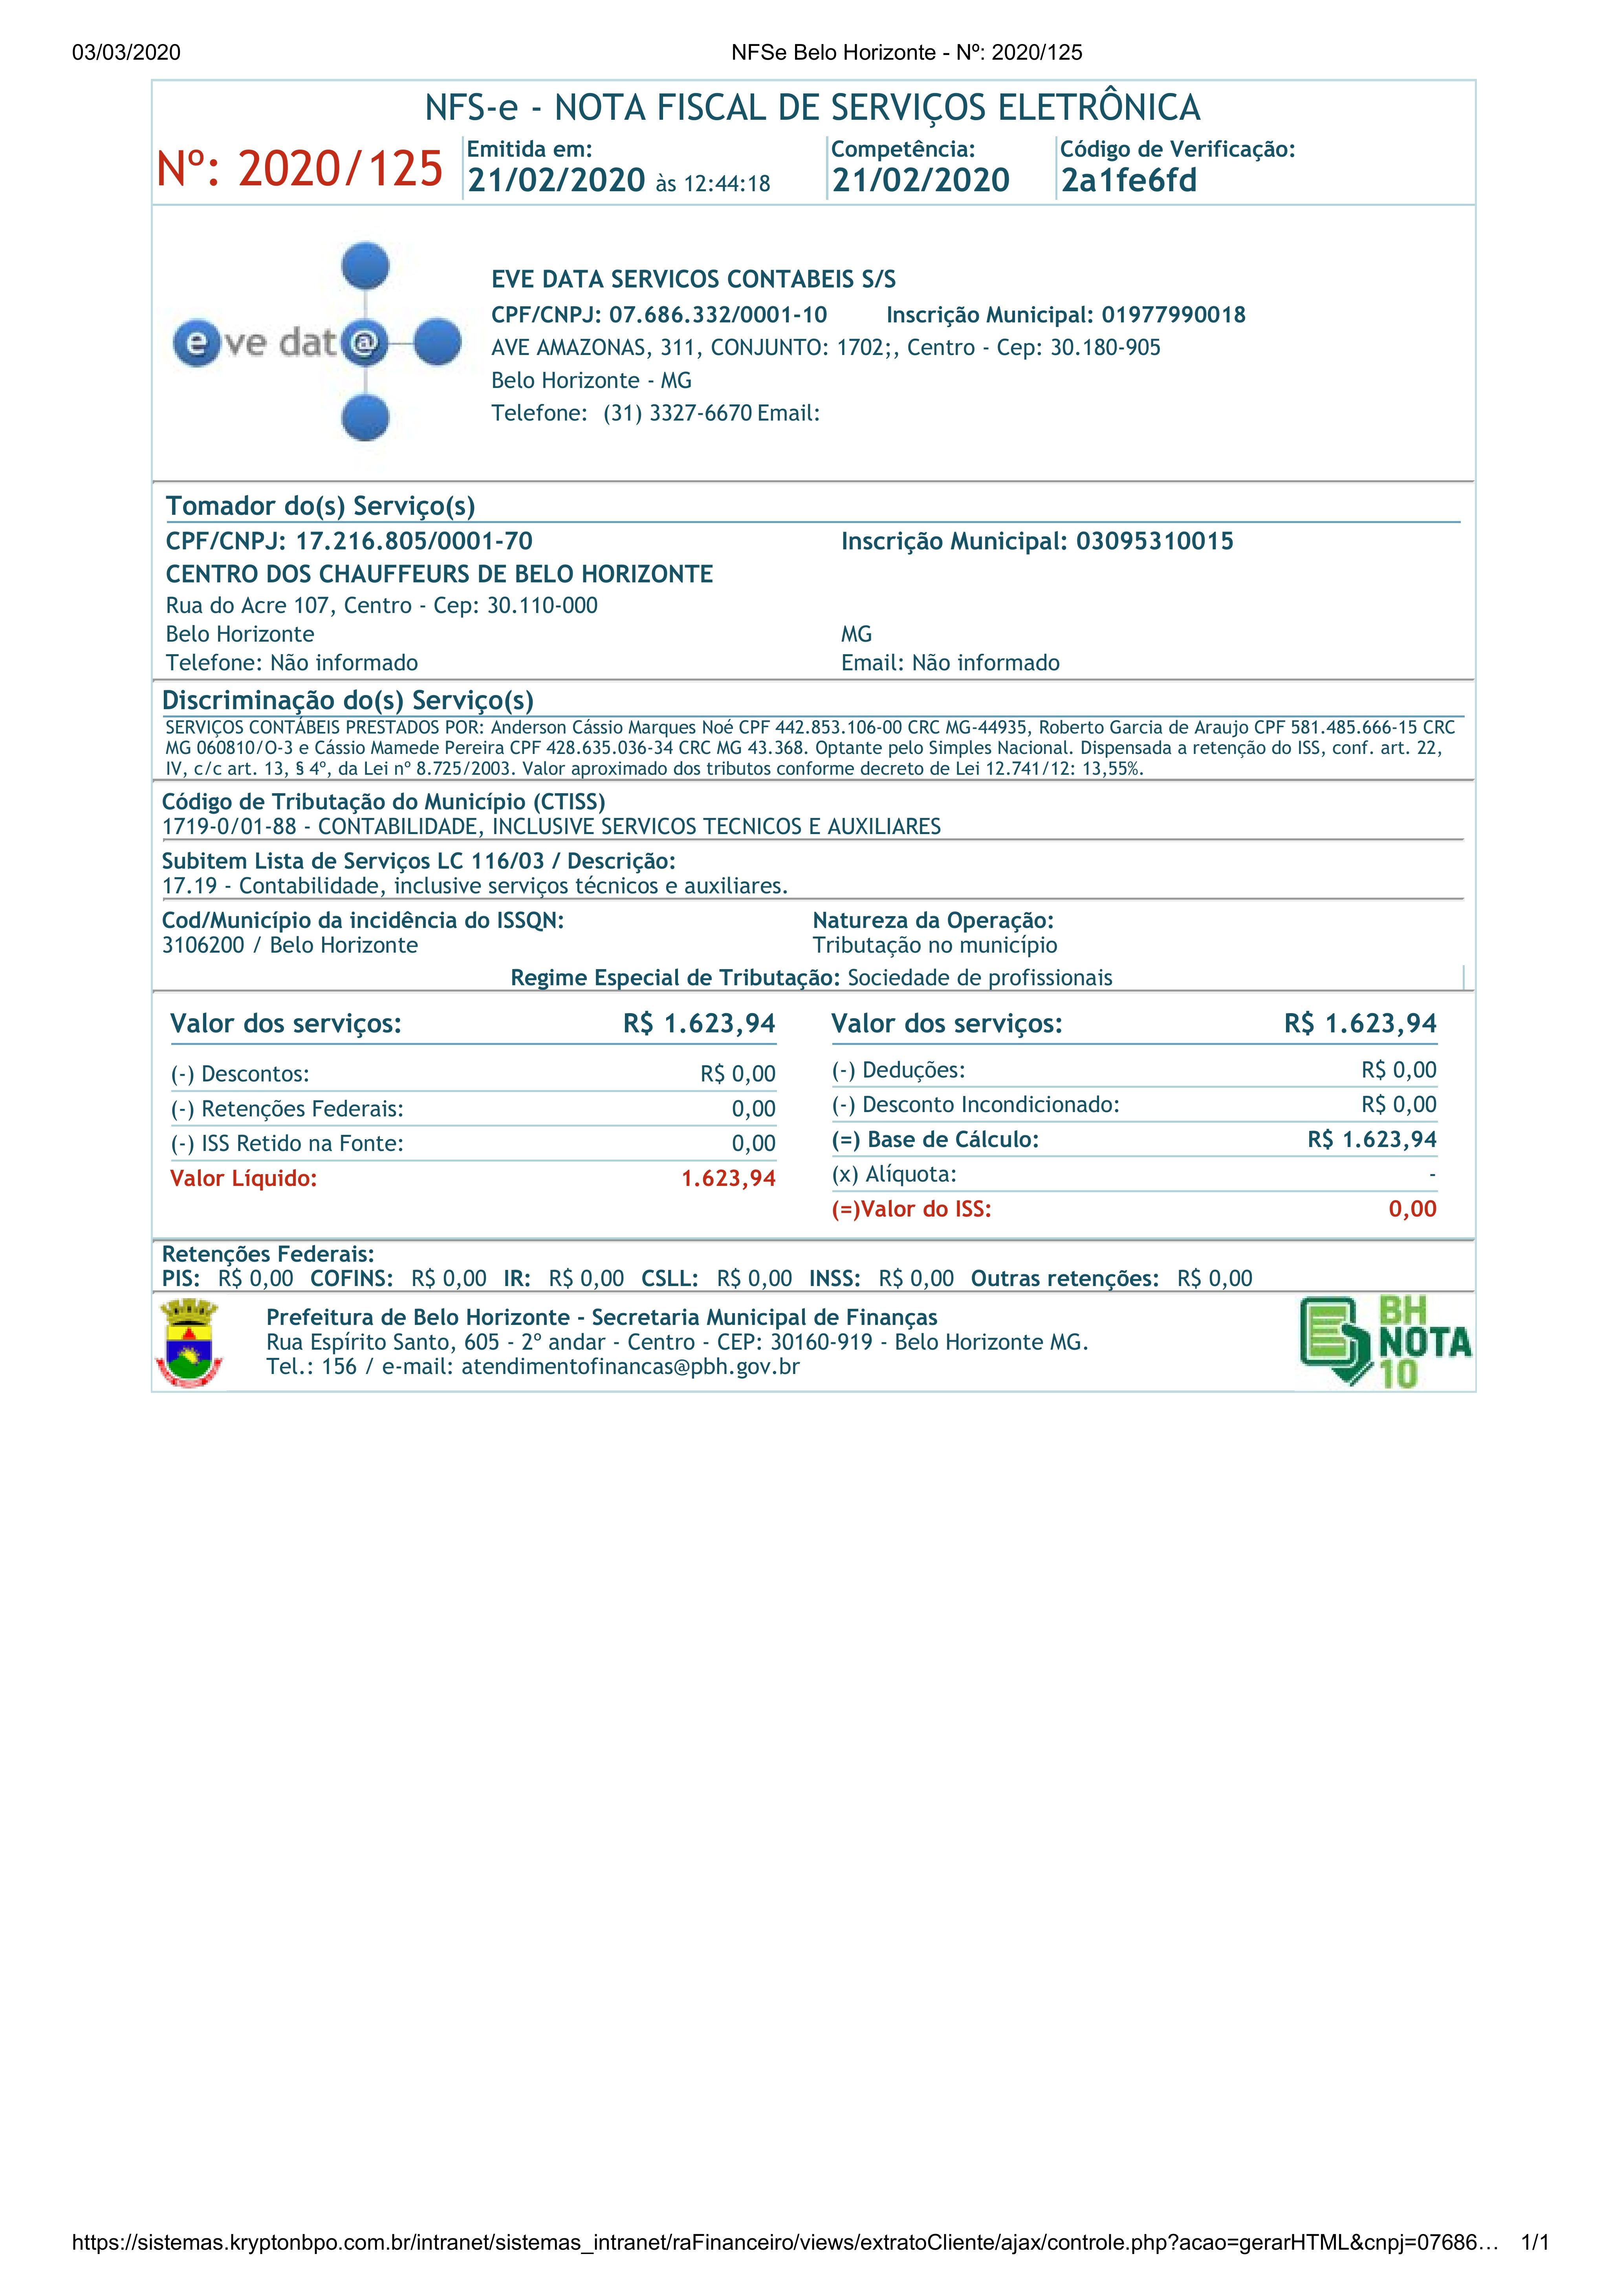 03/03/2020 NFSe Belo Horizonte - Nº: 2020/125
NFS-e - NOTA FISCAL DE SERVIÇOS ELETRÔNICA
Nº: 2020/125
Emitida em:
21/02/2020 às 12:44:18
Competência:
21/02/2020
Código de Verificação:
2a1fe6fd
eve dat@
EVE DATA SERVICOS CONTABEIS S/S
CPF/CNPJ: 07.686.332/0001-10 Inscrição Municipal: 01977990018
AVE AMAZONAS, 311, CONJUNTO: 1702;, Centro - Cep: 30.180-905
Belo Horizonte - MG
Telefone: (31) 3327-6670 Email:
Tomador do(s) Serviço(s)
CPF/CNPJ: 17.216.805/0001-70 Inscrição Municipal: 03095310015
CENTRO DOS CHAUFFEURS DE BELO HORIZONTE
Rua do Acre 107, Centro - Cep: 30.110-000
Belo Horizonte MG
Telefone: Não informado Email: Não informado
Discriminação do(s) Serviço(s)
SERVIÇOS CONTÁBEIS PRESTADOS POR: Anderson Cássio Marques Noé CPF 442.853.106-00 CRC MG-44935, Roberto Garcia de Araujo CPF 581.485.666-15 CRC
MG 060810/O-3 e Cássio Mamede Pereira CPF 428.635.036-34 CRC MG 43.368. Optante pelo Simples Nacional. Dispensada a retenção do ISS, conf. art. 22,
IV, c/c art. 13, § 4º, da Lei nº 8.725/2003. Valor aproximado dos tributos conforme decreto de Lei 12.741/12: 13,55%.
Código de Tributação do Município (CTISS)
1719-0/01-88 - CONTABILIDADE, INCLUSIVE SERVICOS TECNICOS E AUXILIARES
Subitem Lista de Serviços LC 116/03 / Descrição:
17.19 - Contabilidade, inclusive serviços técnicos e auxiliares.
Cod/Município da incidência do ISSQN: Natureza da Operação:
3106200 / Belo Horizonte Tributação no município
Regime Especial de Tributação: Sociedade de profissionais
Valor dos serviços: R$ 1.623,94
(-) Descontos: R$ 0,00
(-) Retenções Federais: 0,00
(-) ISS Retido na Fonte: 0,00
Valor Líquido: 1.623,94
Valor dos serviços: R$ 1.623,94
(-) Deduções: R$ 0,00
(-) Desconto Incondicionado: R$ 0,00
(=) Base de Cálculo: R$ 1.623,94
(x) Alíquota: -
(=)Valor do ISS: 0,00
Retenções Federais:
PIS: R$ 0,00 COFINS: R$ 0,00 IR: R$ 0,00 CSLL: R$ 0,00 INSS: R$ 0,00 Outras retenções: R$ 0,00
Prefeitura de Belo Horizonte - Secretaria Municipal de Finanças
Rua Espírito Santo, 605 - 2º andar - Centro - CEP: 30160-919 - Belo Horizonte MG.
Tel.: 156 / e-mail: atendimentofinancas@pbh.gov.br
BH
NOTA
10
https://sistemas.kryptonbpo.com.br/intranet/sistemas_intranet/raFinanceiro/views/extratoCliente/ajax/controle.php?acao=gerarHTML&cnpj=07686… 1/1